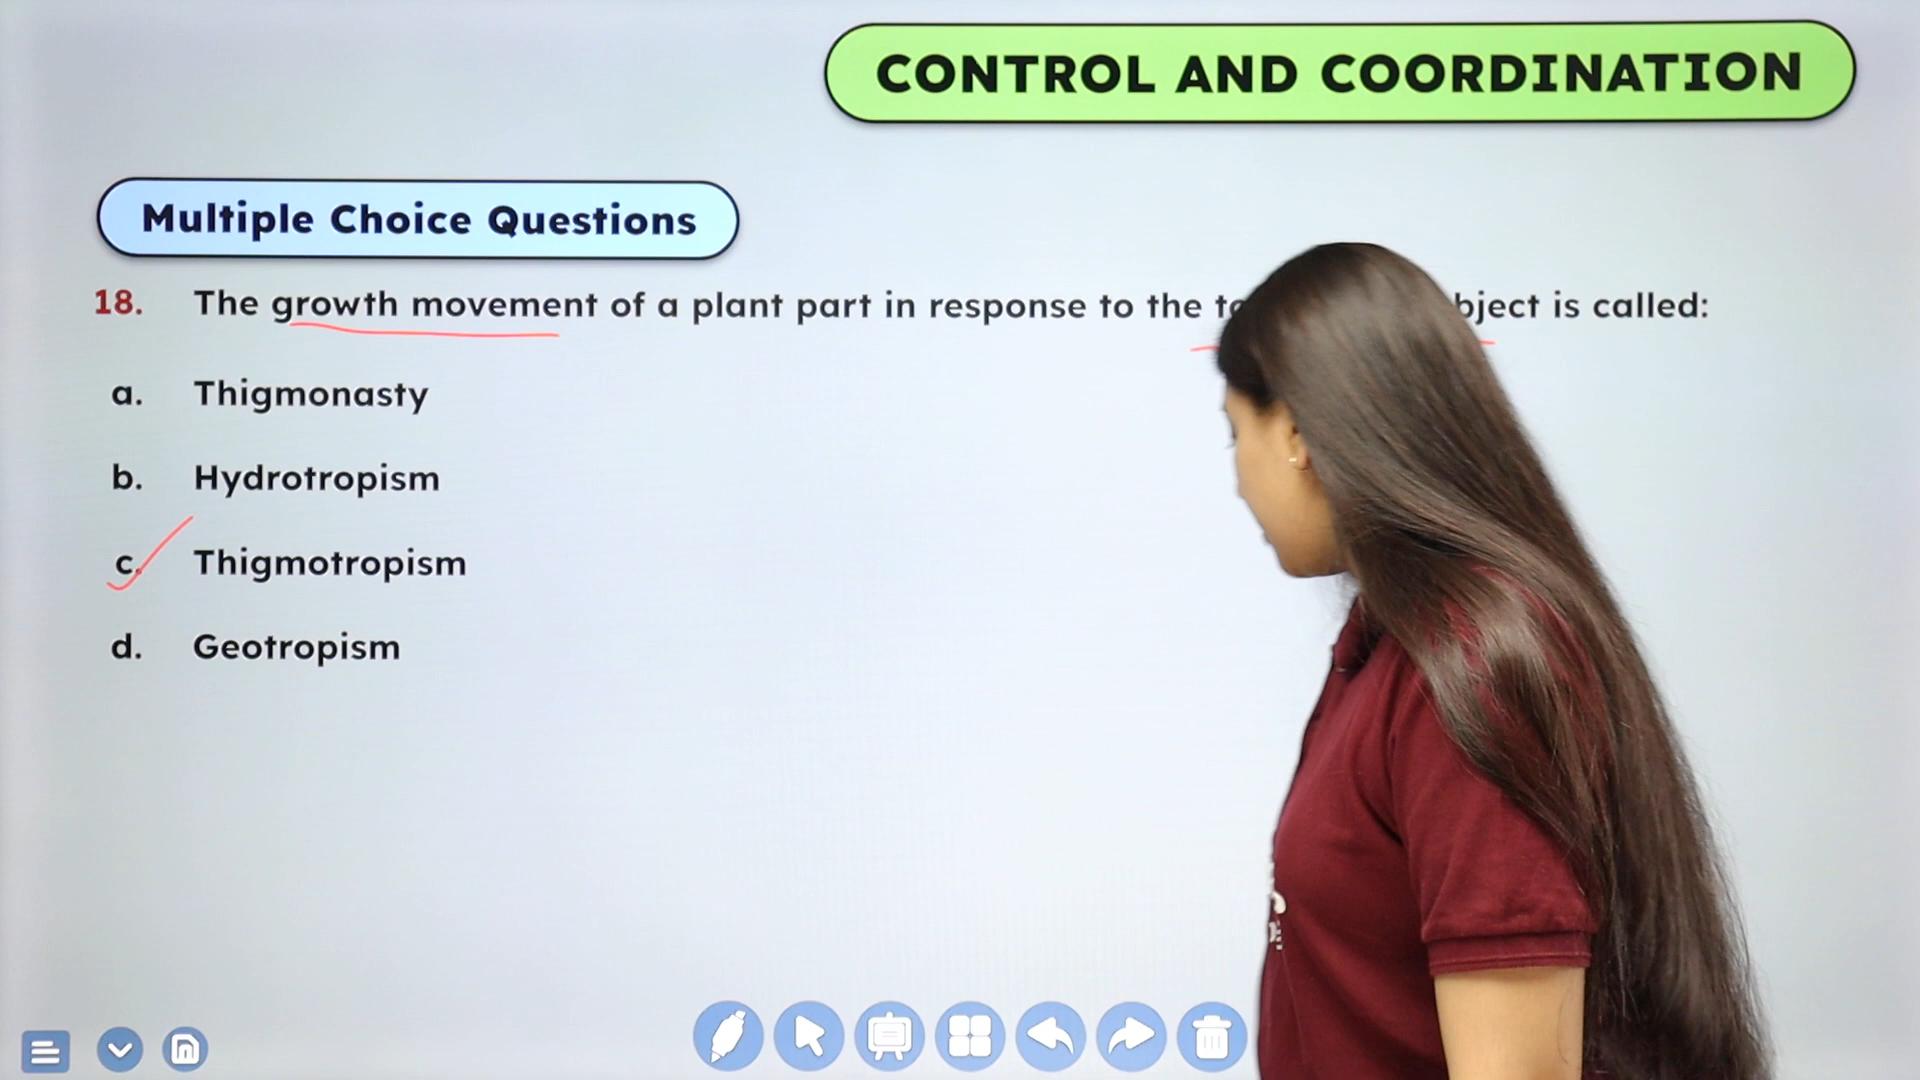 CONTROL AND COORDINATION
Multiple Choice Questions
18. The growth movement of a plant part in response to the is called:
a. Thigmonasty
b. Hydrotropism
c. Thigmotropism
d. Geotropism